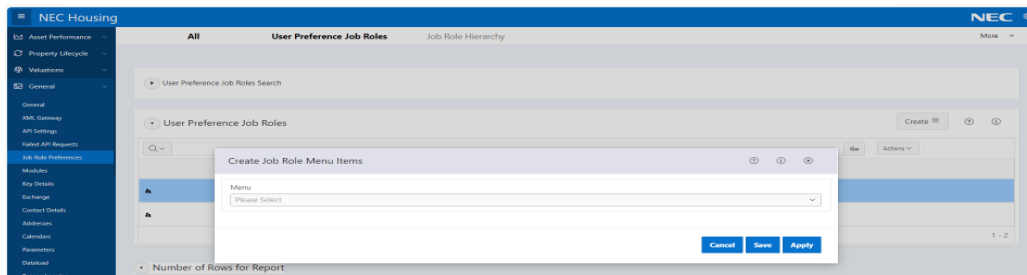 NEC Housing
NEC
Asset Performance
Property Lifecycle
Valuations
General
General
XML Gateway
API Settings
Failed API Requests
Job Role Preferences
Modules
Key Details
Exchange
Contact Details
Addresses
Calendars
Parameters
Dataload
All User Preference Job Roles Job Role Hierarchy More
User Preference Job Roles Search
User Preference Job Roles
Create
Go Actions
Create Job Role Menu Items
Menu
Please Select
Cancel Save Apply
1 - 2
Number of Rows for Report